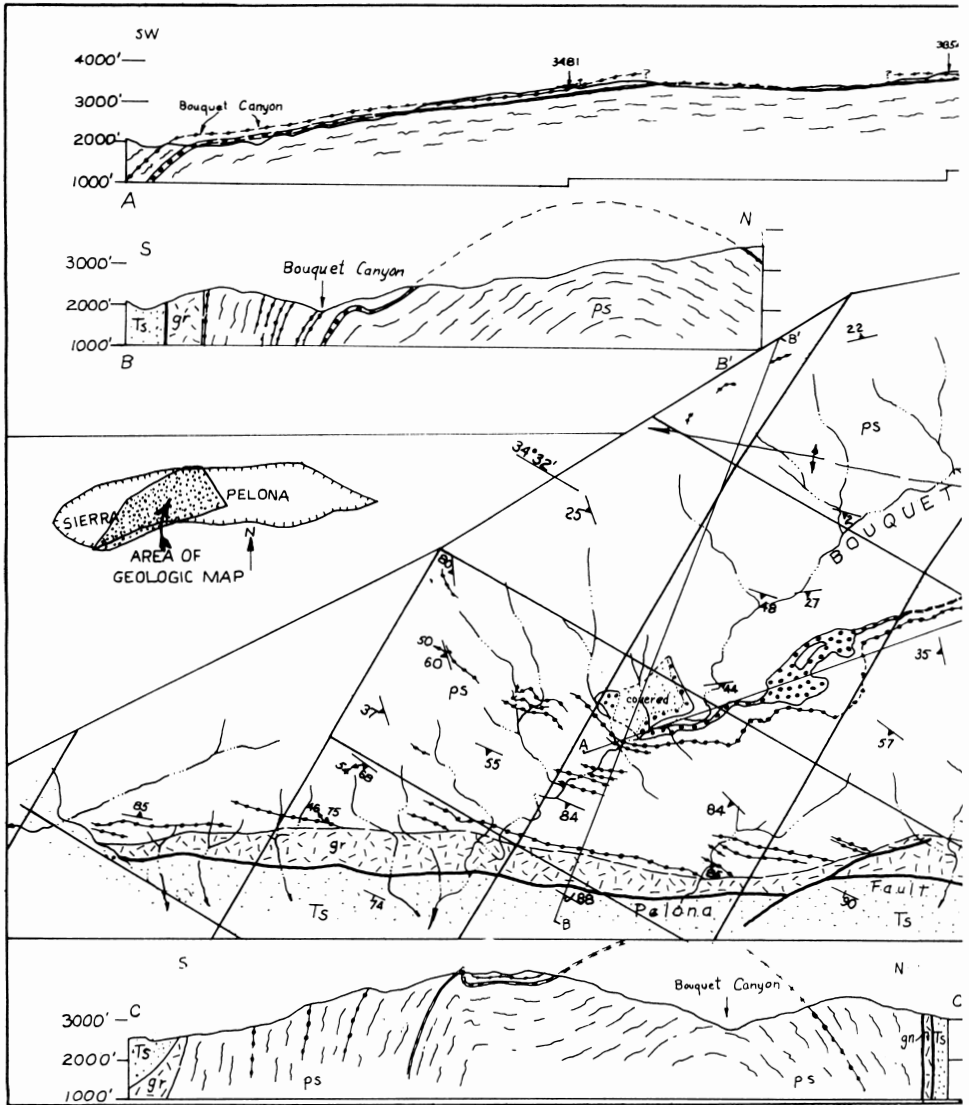 SW
4000'
3000'
2000'
1000'
A
Bouquet Canyon
3481
?
?
S
N
3000'
2000'
1000'
Bouquet Canyon
Ts
gr
ps
B
B'
B'
22
ps
34°32'
25
2
BOUQUET
SIERRA
PELONA
N
AREA OF
GEOLOGIC MAP
80
48
27
50
60
ps
37
covered
44
35
A
55
57
54
68
85
46
75
84
84
gr
Ts
74
88
B
Pelona
Fault
90
Ts
S
N
C
Bouquet Canyon
3000'
2000'
1000'
Ts
gr
ps
ps
gn
Ts